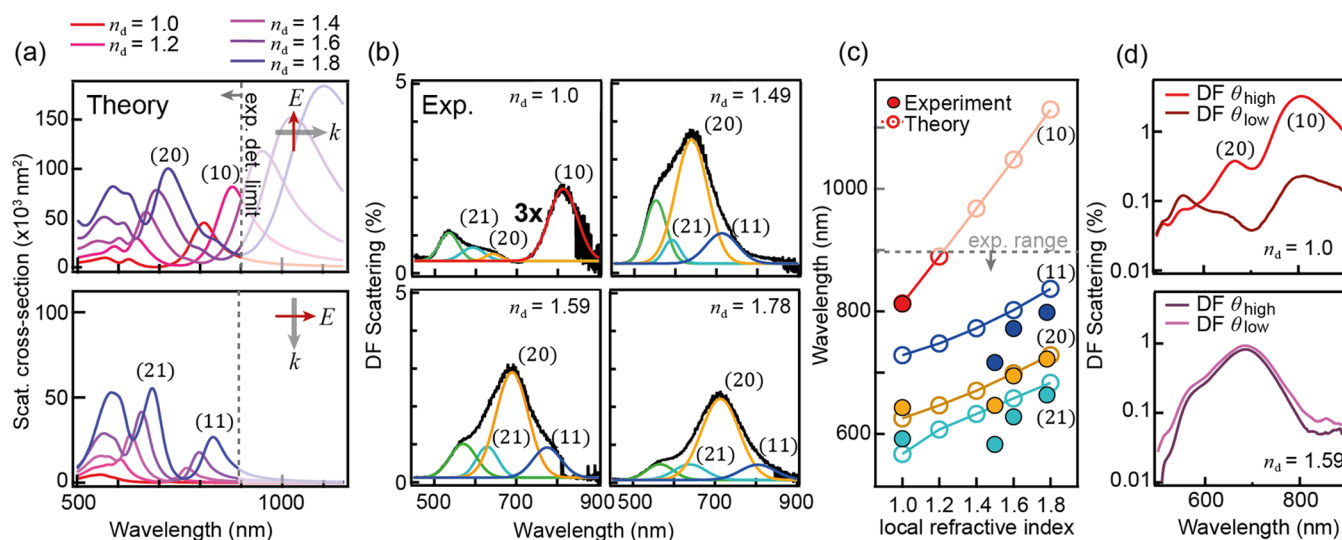 n_d = 1.0
n_d = 1.2
n_d = 1.4
n_d = 1.6
n_d = 1.8
(a)
Theory
exp. det. limit
E
k
(20)
(10)
150
100
50
0
Scat. cross-section (x10³ nm²)
E
k
(21)
(11)
100
50
0
500
1000
Wavelength (nm)
(b)
Exp.
n_d = 1.0
(10)
3x
(21)
(20)
5
0
n_d = 1.49
(20)
(11)
(21)
DF Scattering (%)
n_d = 1.59
(20)
(21)
(11)
5
0
n_d = 1.78
(20)
(21)
(11)
500
700
900
500
700
900
Wavelength (nm)
(c)
Experiment
Theory
(10)
exp. range
(11)
(20)
(21)
1000
800
600
Wavelength (nm)
1.0
1.2
1.4
1.6
1.8
local refractive index
(d)
DF θhigh
DF θlow
(10)
(20)
n_d = 1.0
1
0.1
0.01
DF Scattering (%)
DF θhigh
DF θlow
n_d = 1.59
1
0.1
0.01
600
800
Wavelength (nm)